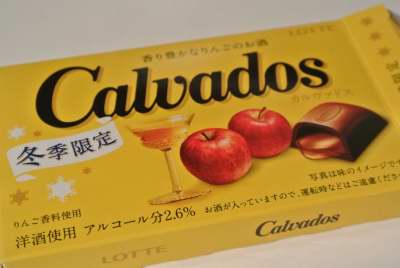 香り豊かなりんごのお酒
LOTTE
Calvados
カルヴァドス
冬季限定
写真は味のイメージです
りんご香料使用
洋酒使用 アルコール分2.6% お酒が入っていますので、運転時などはご遠慮ください
LOTTE
Calvados